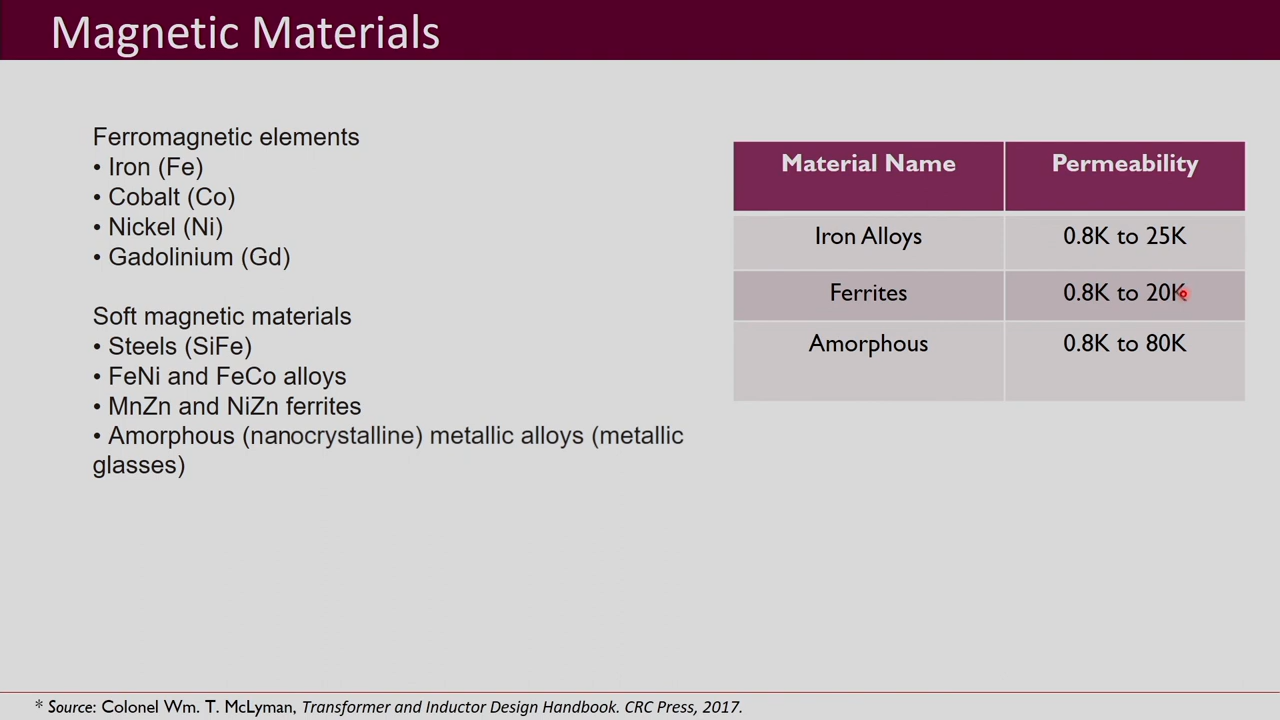 Magnetic Materials
Ferromagnetic elements
• Iron (Fe)
• Cobalt (Co)
• Nickel (Ni)
• Gadolinium (Gd)
Soft magnetic materials
• Steels (SiFe)
• FeNi and FeCo alloys
• MnZn and NiZn ferrites
• Amorphous (nanocrystalline) metallic alloys (metallic
glasses)
Material Name Permeability
Iron Alloys 0.8K to 25K
Ferrites 0.8K to 20K
Amorphous 0.8K to 80K
* Source: Colonel Wm. T. McLyman, Transformer and Inductor Design Handbook. CRC Press, 2017.